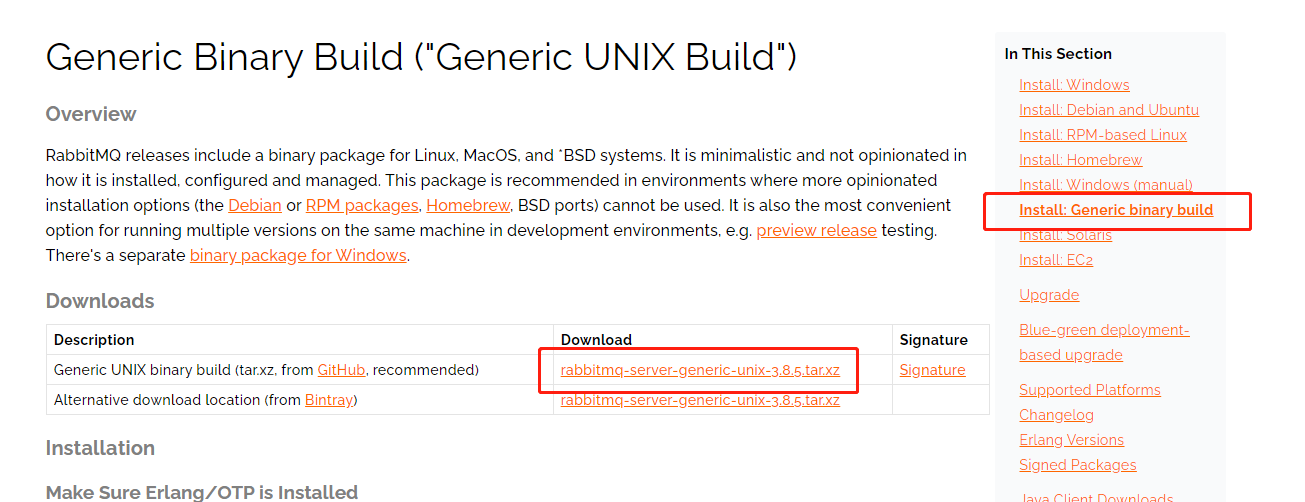 Generic Binary Build ("Generic UNIX Build")
Overview
RabbitMQ releases include a binary package for Linux, MacOS, and *BSD systems. It is minimalistic and not opinionated in
how it is installed, configured and managed. This package is recommended in environments where more opinionated
installation options (the Debian or RPM packages, Homebrew, BSD ports) cannot be used. It is also the most convenient
option for running multiple versions on the same machine in development environments, e.g. preview release testing.
There's a separate binary package for Windows.
Downloads
Description Download Signature
Generic UNIX binary build (tar.xz, from GitHub, recommended) rabbitmq-server-generic-unix-3.8.5.tar.xz Signature
Alternative download location (from Bintray) rabbitmq-server-generic-unix-3.8.5.tar.xz
Installation
Make Sure Erlang/OTP is Installed
In This Section
Install: Windows
Install: Debian and Ubuntu
Install: RPM-based Linux
Install: Homebrew
Install: Windows (manual)
Install: Generic binary build
Install: Solaris
Install: EC2
Upgrade
Blue-green deployment-
based upgrade
Supported Platforms
Changelog
Erlang Versions
Signed Packages
Java Client Downloads